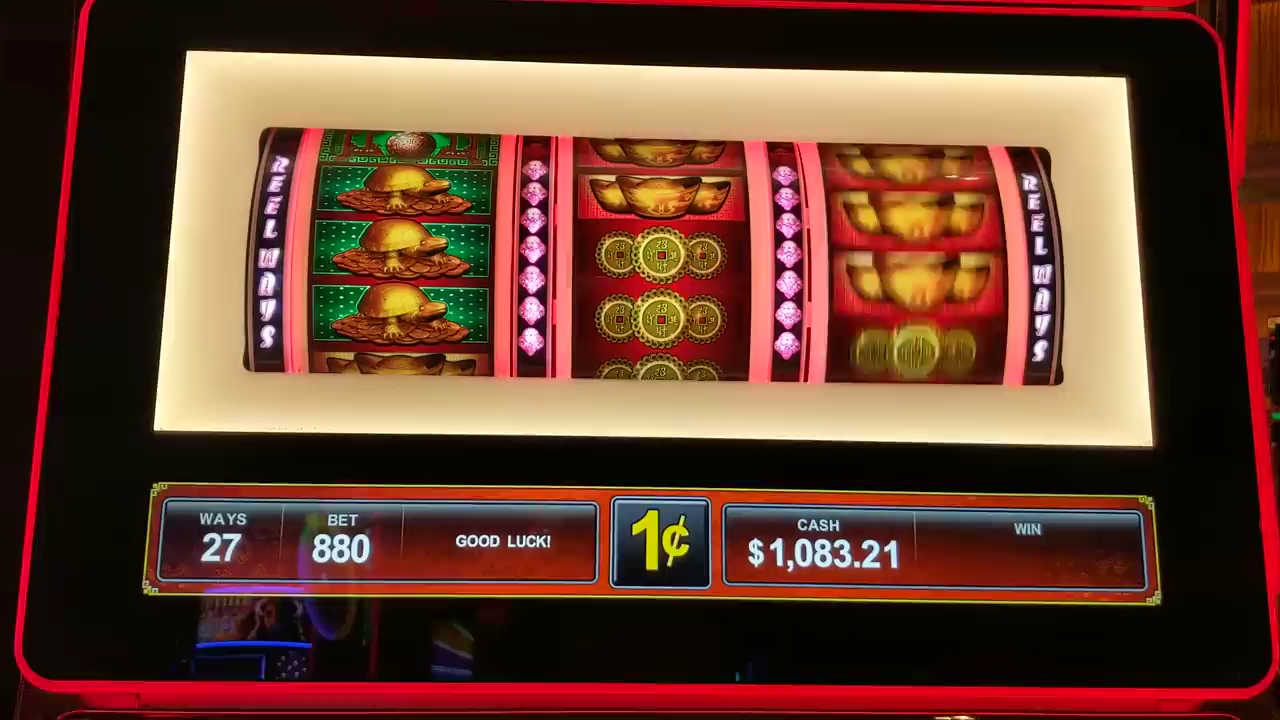 REEL WAYS
REEL WAYS
WAYS
27
BET
880
GOOD LUCK!
1¢
CASH
$1,083.21
WIN